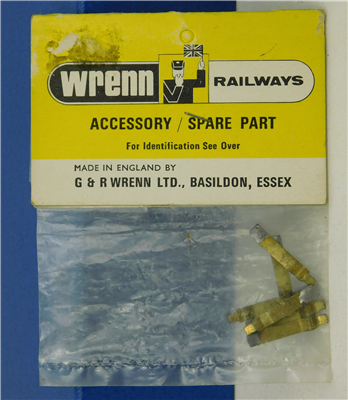 Wrenn RAILWAYS
ACCESSORY / SPARE PART
For Identification See Over
MADE IN ENGLAND BY
G & R WRENN LTD., BASILDON, ESSEX